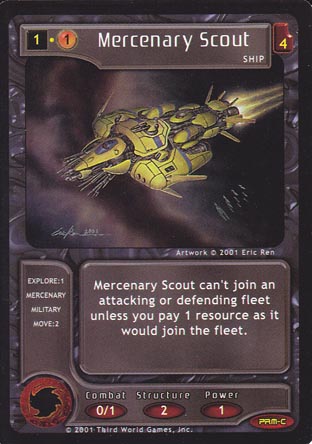 1 • 1
Mercenary Scout
SHIP
4
2001
Artwork © 2001 Eric Ren
EXPLORE:1
MERCENARY
MILITARY
MOVE:2
Mercenary Scout can't join an
attacking or defending fleet
unless you pay 1 resource as it
would join the fleet.
Combat Structure Power
0/1 2 1
PRM-C
© 2001 Third World Games, Inc.